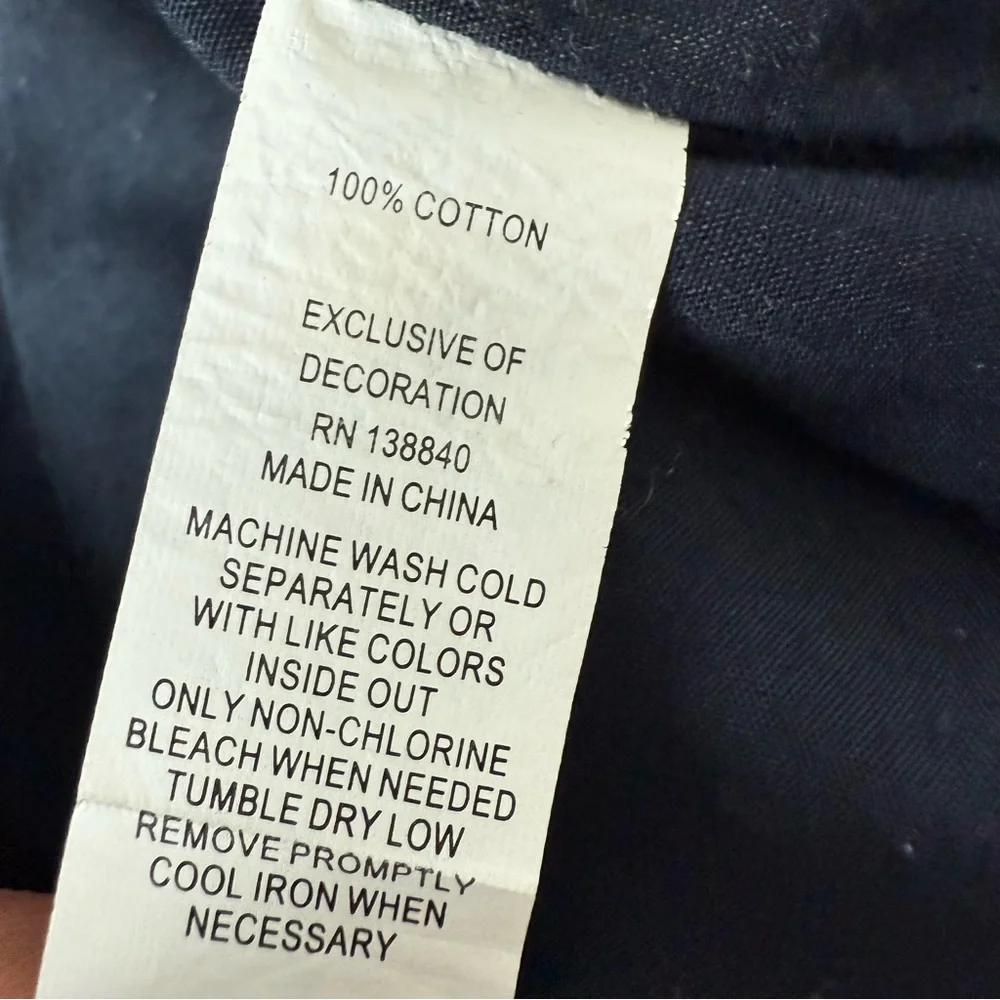 100% COTTON
EXCLUSIVE OF
DECORATION
RN 138840
MADE IN CHINA
MACHINE WASH COLD
SEPARATELY OR
WITH LIKE COLORS
INSIDE OUT
ONLY NON-CHLORINE
BLEACH WHEN NEEDED
TUMBLE DRY LOW
REMOVE PROMPTLY
COOL IRON WHEN
NECESSARY